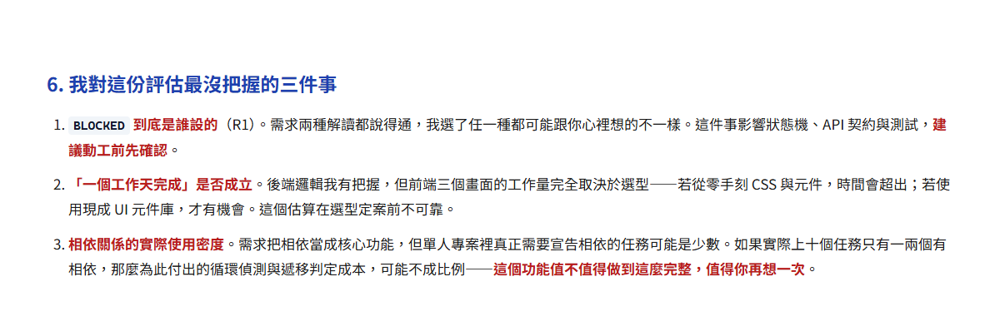 6. 我對這份評估最沒把握的三件事
1. BLOCKED 到底是誰設的（R1）。需求兩種解讀都說得通，我選了任一種都可能跟你心裡想的不一樣。這件事影響狀態機、API 契約與測試，建
議動工前先確認。
2. 「一個工作天完成」是否成立。後端邏輯我有把握，但前端三個畫面的工作量完全取決於選型——若從零手刻 CSS 與元件，時間會超出；若使
用現成 UI 元件庫，才有機會。這個估算在選型定案前不可靠。
3. 相依關係的實際使用密度。需求把相依當成核心功能，但單人專案裡真正需要宣告相依的任務可能是少數。如果實際上十個任務只有一兩個有
相依，那麼為此付出的循環偵測與遞移判定成本，可能不成比例——這個功能值不值得做到這麼完整，值得你再想一次。